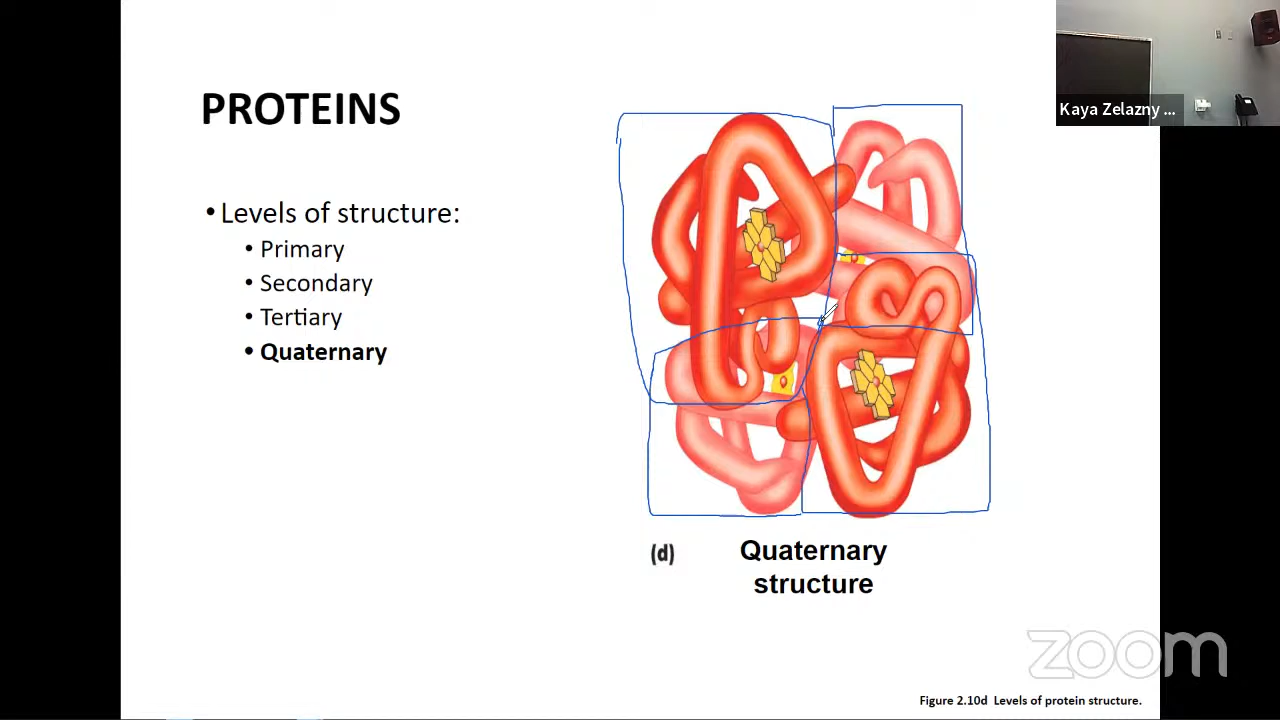 PROTEINS
• Levels of structure:
• Primary
• Secondary
• Tertiary
• Quaternary
(d)
Quaternary
structure
Figure 2.10d Levels of protein structure.
Kaya Zelazny ...
zoom